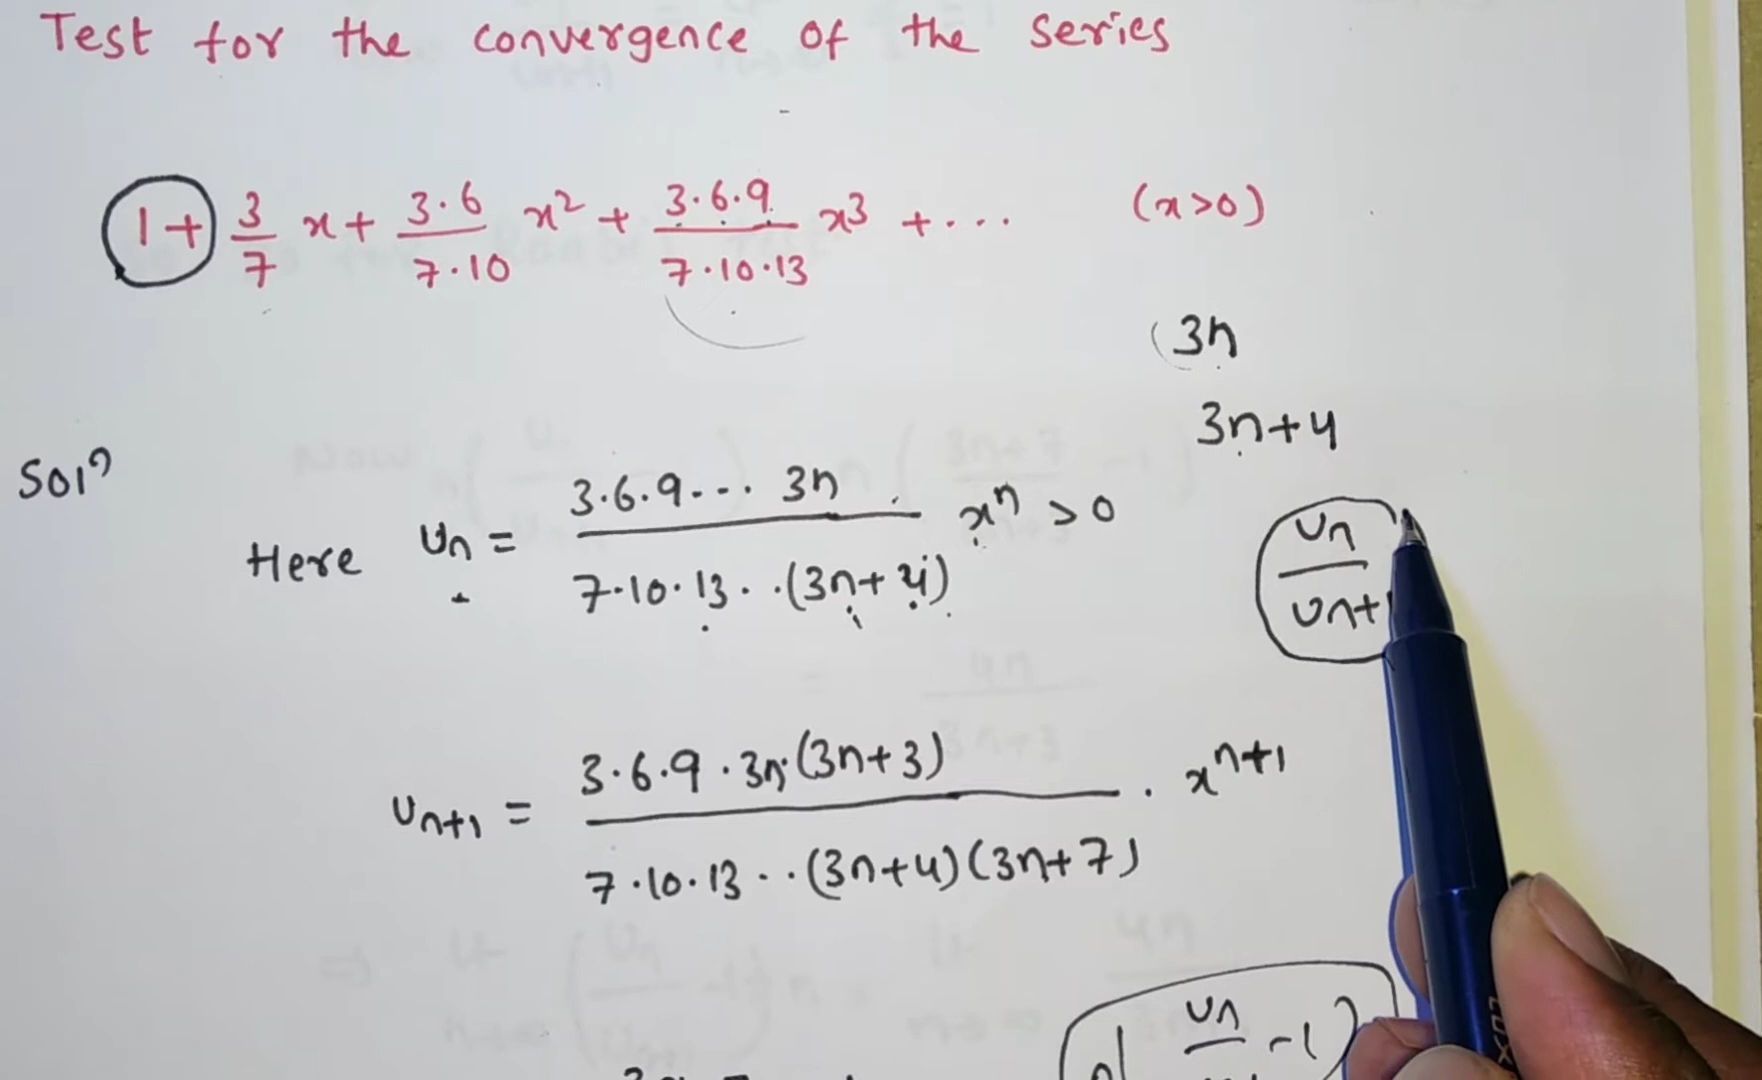 Test for the convergence of the series
1 + 3/7 x + 3·6/7·10 x² + 3·6·9/7·10·13 x³ + ... (x>0)
3n
3n+4
Soln
Here un = 3·6·9... 3n / 7·10·13..(3n+4) xⁿ > 0
un
un+
un+1 = 3·6·9·3n·(3n+3) / 7·10·13..(3n+4)(3n+7) · xⁿ⁺¹
un
-1)